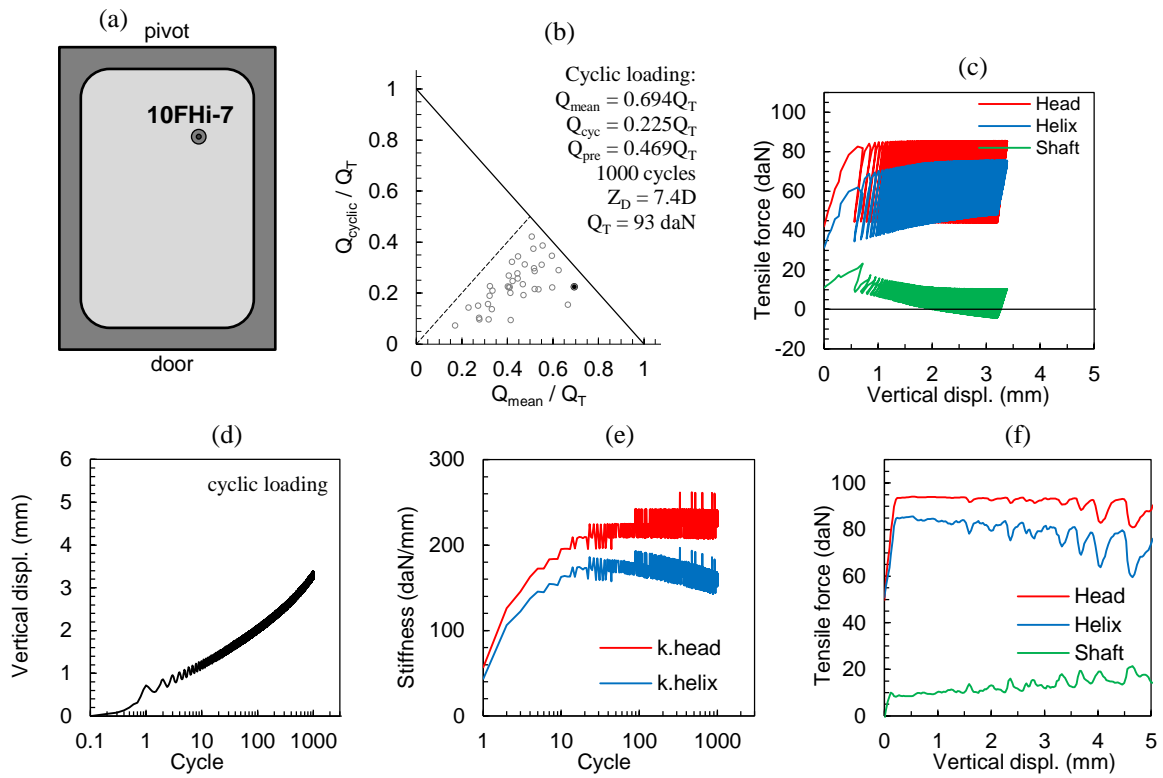 (a)
pivot
10FHi-7
door
(b)
Cyclic loading:
Q_mean = 0.694Q_T
Q_cyc = 0.225Q_T
Q_pre = 0.469Q_T
1000 cycles
Z_D = 7.4D
Q_T = 93 daN
Q_cyclic / Q_T
1
0.8
0.6
0.4
0.2
0
0 0.2 0.4 0.6 0.8 1
Q_mean / Q_T
(c)
Head
Helix
Shaft
Tensile force (daN)
100
80
60
40
20
0
-20
0 1 2 3 4 5
Vertical displ. (mm)
(d)
cyclic loading
Vertical displ. (mm)
6
5
4
3
2
1
0
0.1 1 10 100 1000
Cycle
(e)
Stiffness (daN/mm)
300
200
100
0
k.head
k.helix
1 10 100 1000
Cycle
(f)
Tensile force (daN)
100
80
60
40
20
0
Head
Helix
Shaft
0 1 2 3 4 5
Vertical displ. (mm)